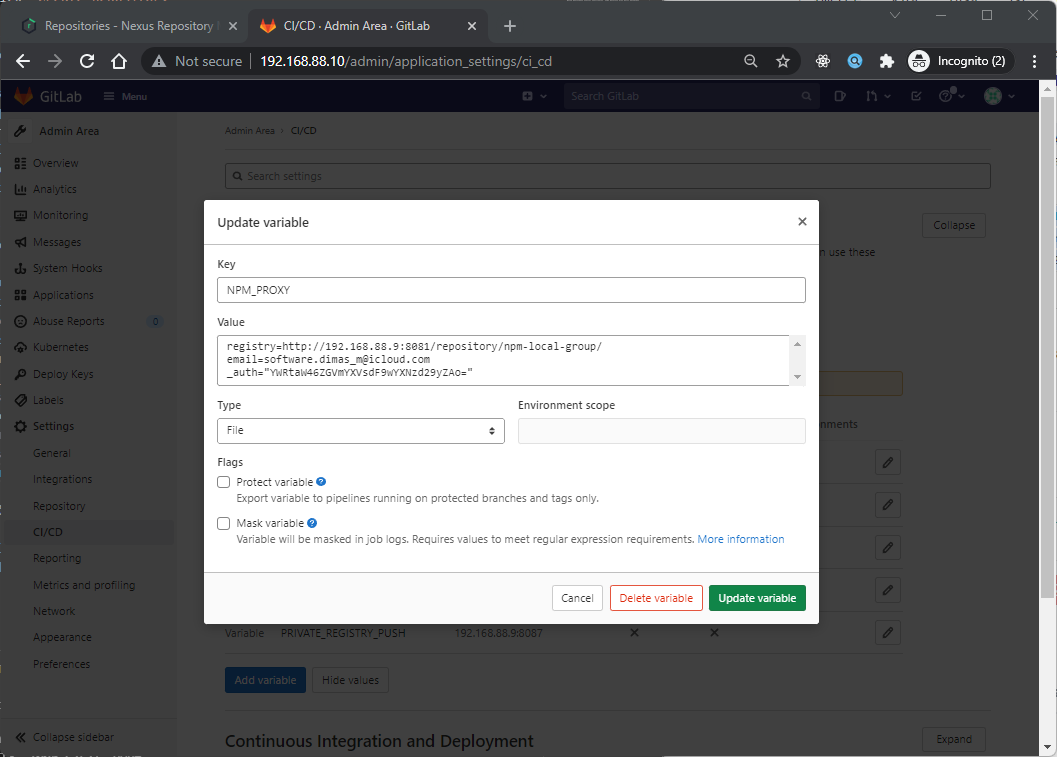 Repositories - Nexus Repository
CI/CD · Admin Area · GitLab
Not secure
192.168.88.10/admin/application_settings/ci_cd
Incognito (2)
GitLab
Menu
Search GitLab
Admin Area
Overview
Analytics
Monitoring
Messages
System Hooks
Applications
Abuse Reports 0
Kubernetes
Deploy Keys
Labels
Settings
General
Integrations
Repository
CI/CD
Reporting
Metrics and profiling
Network
Appearance
Preferences
Collapse sidebar
Admin Area › CI/CD
Search settings
Collapse
use these
Update variable
Key
NPM_PROXY
Value
registry=http://192.168.88.9:8081/repository/npm-local-group/
email=software.dimas_m@icloud.com
_auth="YWRtaW46ZGVmYXVsdF9wYXNzd29yZAo="
Type
Environment scope
File
Flags
Protect variable
Export variable to pipelines running on protected branches and tags only.
Mask variable
Variable will be masked in job logs. Requires values to meet regular expression requirements. More information
Cancel
Delete variable
Update variable
nments
Variable PRIVATE_REGISTRY_PUSH 192.168.88.9:8087
Add variable
Hide values
Continuous Integration and Deployment
Expand